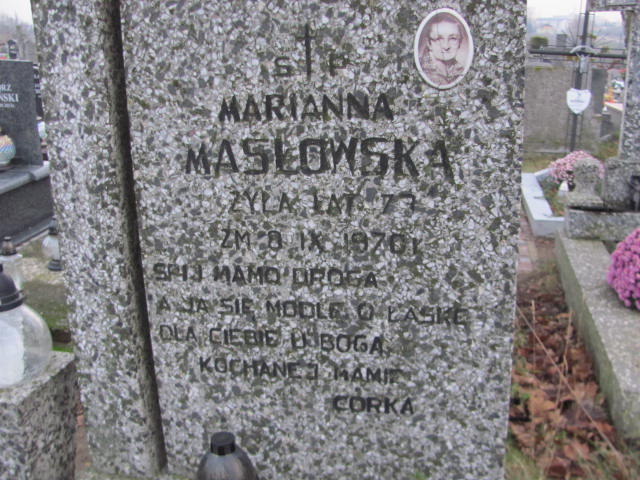 Ś P
MARIANNA
MASŁOWSKA
ŻYŁA LAT 77
ZM 8 IX 1970 r
ŚPIJ MAMO DROGA
A JA SIĘ MODLĘ O ŁASKĘ
DLA CIEBIE U BOGA
KOCHANEJ MAMIE
CÓRKA